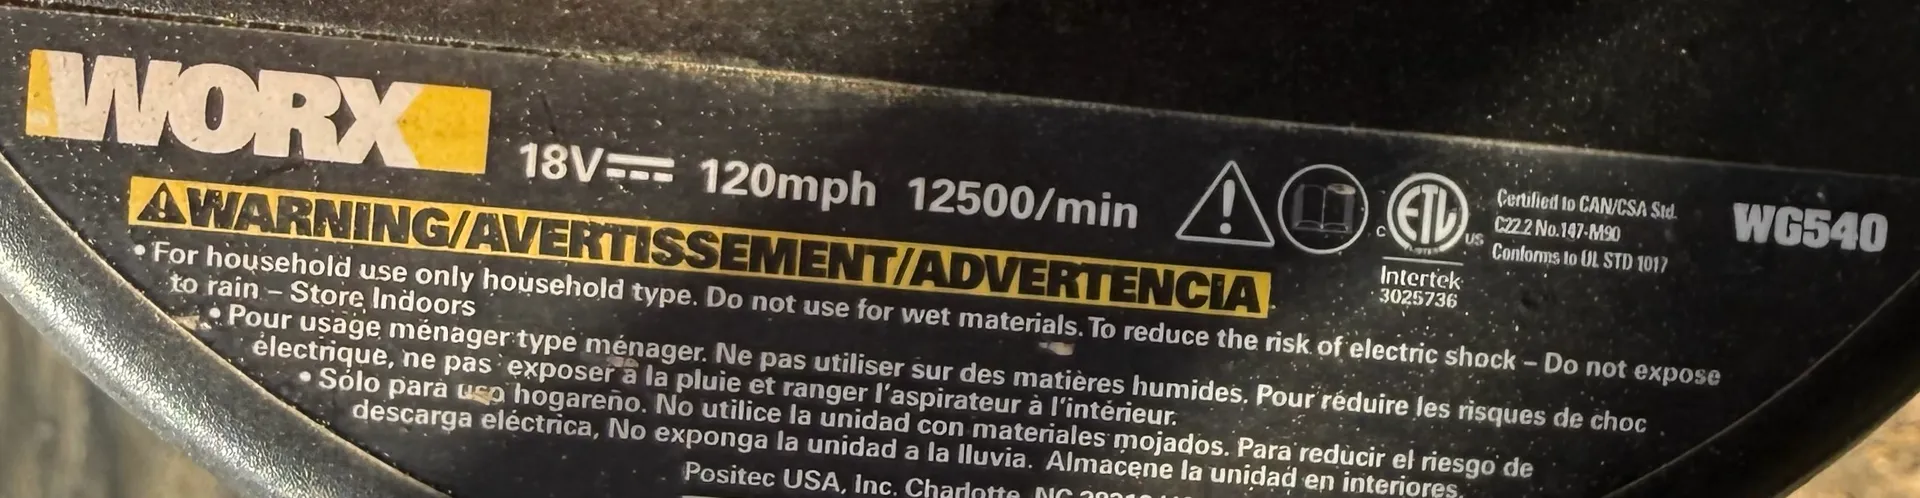 WORX
18V 120mph 12500/min
ETL
C US
Intertek
3025736
Certified to CAN/CSA Std.
C22.2 No.147-M90
Conforms to UL STD 1017
WG540
WARNING/AVERTISSEMENT/ADVERTENCIA
• For household use only household type. Do not use for wet materials. To reduce the risk of electric shock – Do not expose
to rain – Store Indoors
• Pour usage ménager type ménager. Ne pas utiliser sur des matières humides. Pour réduire les risques de choc
électrique, ne pas exposer à la pluie et ranger l'aspirateur à l'intérieur.
• Sólo para uso hogareño. No utilice la unidad con materiales mojados. Para reducir el riesgo de
descarga eléctrica, No exponga la unidad a la lluvia. Almacene la unidad en interiores.
Positec USA, Inc. Charlotte, NC